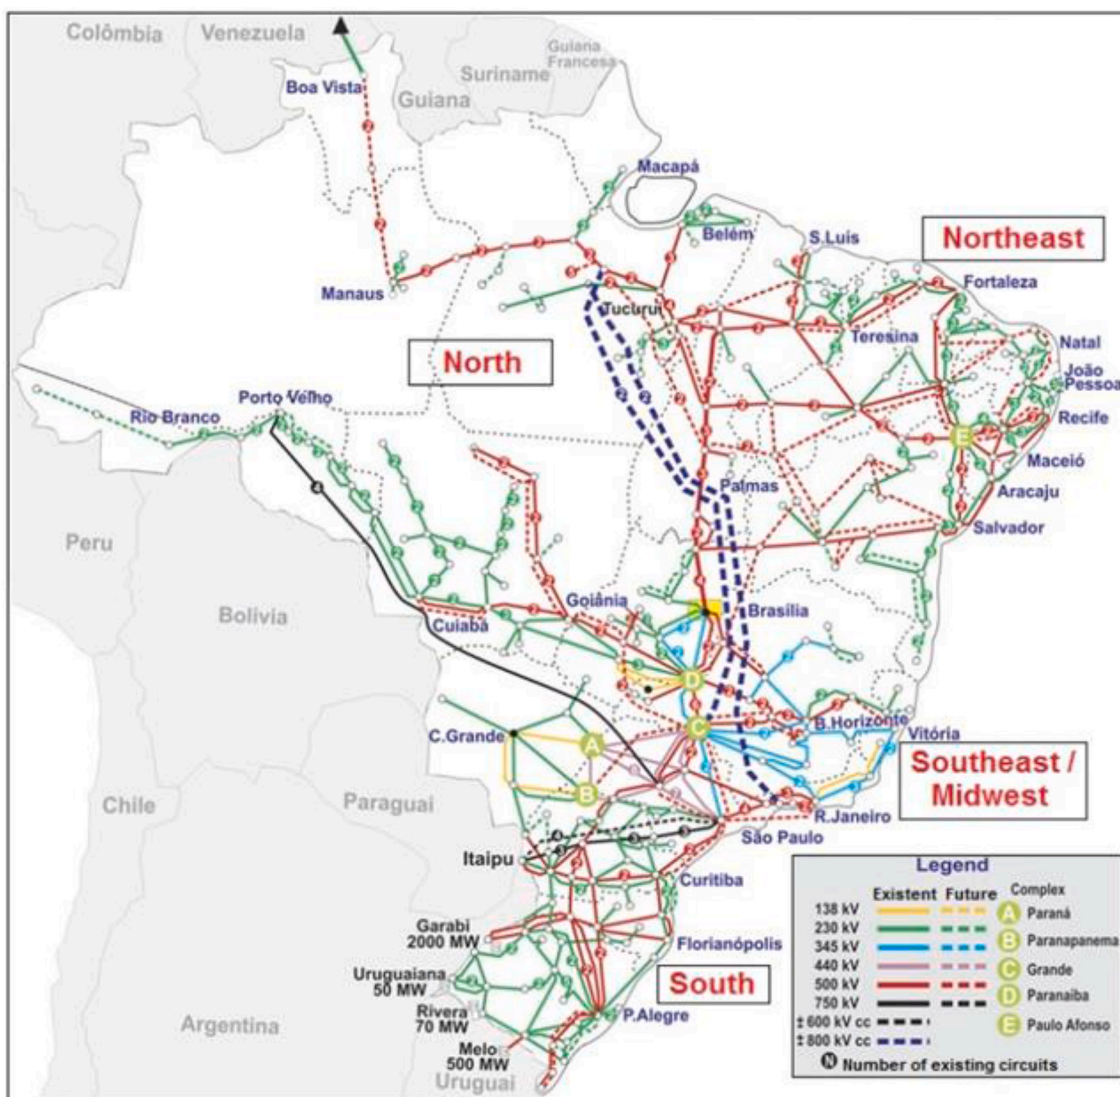 Colômbia
Venezuela
Guiana
Francesa
Suriname
Boa Vista
Guiana
Macapá
Belém
S.Luis
Northeast
Manaus
Fortaleza
Tucuruí
Teresina
Natal
North
João
Pessoa
Porto Velho
Rio Branco
Recife
E
Maceió
Palmas
Aracaju
Salvador
Peru
Bolivia
Goiânia
Brasília
Cuiabá
D
C
B.Horizonte
C.Grande
A
Vitória
Southeast /
Midwest
B
Chile
Paraguai
R.Janeiro
São Paulo
Itaipu
Curitiba
Garabi
2000 MW
Florianópolis
Uruguaiana
50 MW
South
Rivera
70 MW
P.Alegre
Argentina
Melo
500 MW
Uruguai
Legend
Existent Future Complex
138 kV A Paraná
230 kV
345 kV B Paranapanema
440 kV C Grande
500 kV D Paranaiba
750 kV
±600 kV cc E Paulo Afonso
±800 kV cc
N Number of existing circuits